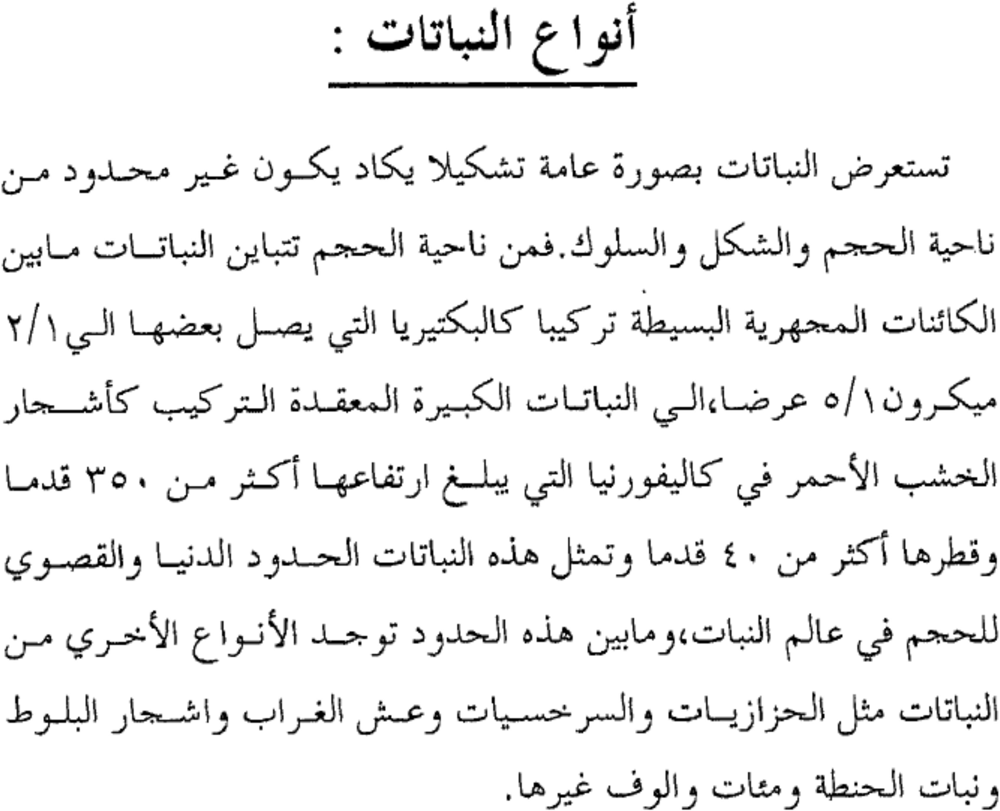 أنواع النباتات :
تستعرض النباتات بصورة عامة تشكيلا يكاد يكون غير محدود من
ناحية الحجم والشكل والسلوك.فمن ناحية الحجم تتباين النباتات مابين
الكائنات المجهرية البسيطة تركيبا كالبكتيريا التي يصل بعضها الي ٢/١
ميكرون ٥/١ عرضا،الي النباتات الكبيرة المعقدة التركيب كأشجار
الخشب الأحمر في كاليفورنيا التي يبلغ ارتفاعها أكثر من ٣٥٠ قدما
وقطرها أكثر من ٤٠ قدما وتمثل هذه النباتات الحدود الدنيا والقصوي
للحجم في عالم النبات،ومابين هذه الحدود توجد الأنواع الأخري من
النباتات مثل الحزازيات والسرخسيات وعش الغراب واشجار البلوط
ونبات الحنطة ومئات والوف غيرها.